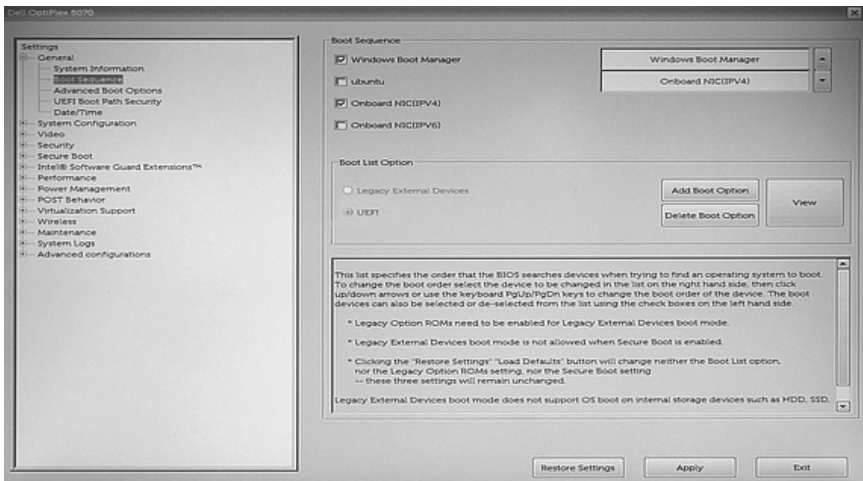 Dell OptiPlex 5070
Settings
General
System Information
Boot Sequence
Advanced Boot Options
UEFI Boot Path Security
Date/Time
System Configuration
Video
Security
Secure Boot
Intel® Software Guard Extensions™
Performance
Power Management
POST Behavior
Virtualization Support
Wireless
Maintenance
System Logs
Advanced configurations
Boot Sequence
Windows Boot Manager
ubuntu
Onboard NIC(IPV4)
Onboard NIC(IPV6)
Windows Boot Manager
Onboard NIC(IPV4)
Boot List Option
Legacy External Devices
UEFI
Add Boot Option
Delete Boot Option
View
This list specifies the order that the BIOS searches devices when trying to find an operating system to boot.
To change the boot order select the device to be changed in the list on the right hand side, then click
up/down arrows or use the keyboard PgUp/PgDn keys to change the boot order of the device. The boot
devices can also be selected or de-selected from the list using the check boxes on the left hand side.
* Legacy Option ROMs need to be enabled for Legacy External Devices boot mode.
* Legacy External Devices boot mode is not allowed when Secure Boot is enabled.
* Clicking the "Restore Settings" "Load Defaults" button will change neither the Boot List option,
nor the Legacy Option ROMs setting, nor the Secure Boot setting
-- these three settings will remain unchanged.
Legacy External Devices boot mode does not support OS boot on internal storage devices such as HDD, SSD,
Restore Settings
Apply
Exit